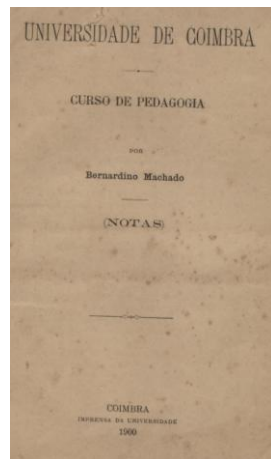 UNIVERSIDADE DE COIMBRA
CURSO DE PEDAGOGIA
POR
Bernardino Machado
(NOTAS)
COIMBRA
IMPRENSA DA UNIVERSIDADE
1900